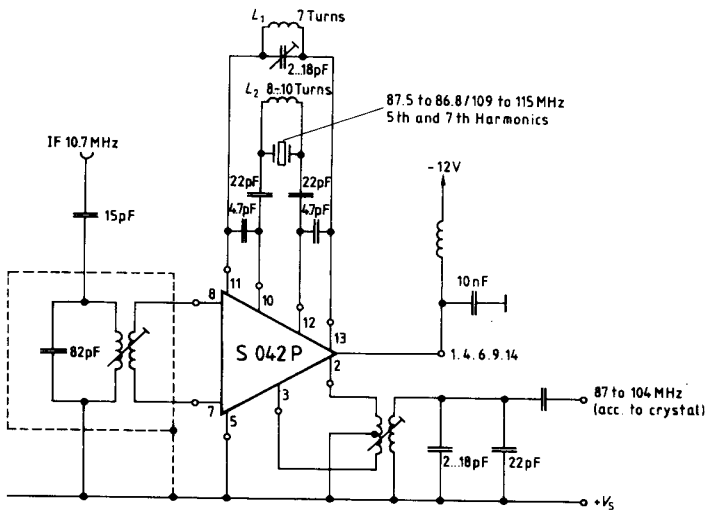 L₁ 7 Turns
2...18pF
L₂ 8–10 Turns
87.5 to 86.8/109 to 115 MHz
5th and 7th Harmonics
IF 10.7 MHz
-12V
22pF
22pF
15pF
4.7pF
4.7pF
10nF
11
8
10
12
13
82pF
S 042 P
1.4.6.9.14
2
3
7
5
87 to 104 MHz
(acc. to crystal)
2...18pF
22pF
+Vₛ